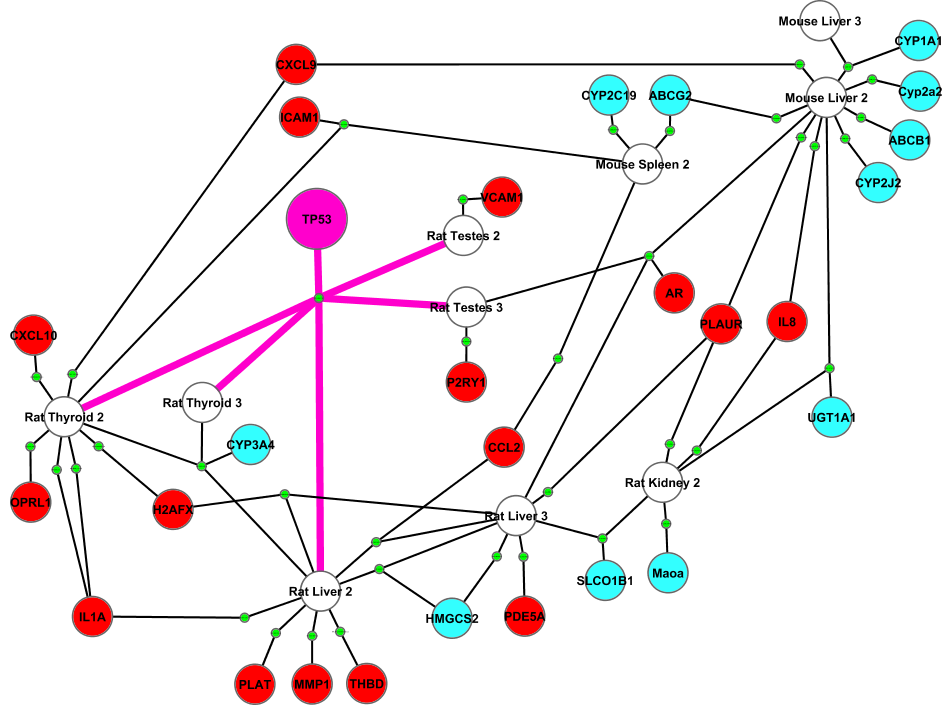 Mouse Liver 3
CYP1A1
CXCL9
Cyp2a2
CYP2C19
ABCG2
Mouse Liver 2
ICAM1
ABCB1
Mouse Spleen 2
CYP2J2
VCAM1
TP53
Rat Testes 2
AR
Rat Testes 3
PLAUR
IL8
CXCL10
P2RY1
Rat Thyroid 3
Rat Thyroid 2
UGT1A1
CYP3A4
CCL2
Rat Kidney 2
OPRL1
H2AFX
Rat Liver 3
Maoa
SLCO1B1
Rat Liver 2
IL1A
HMGCS2
PDE5A
PLAT
MMP1
THBD